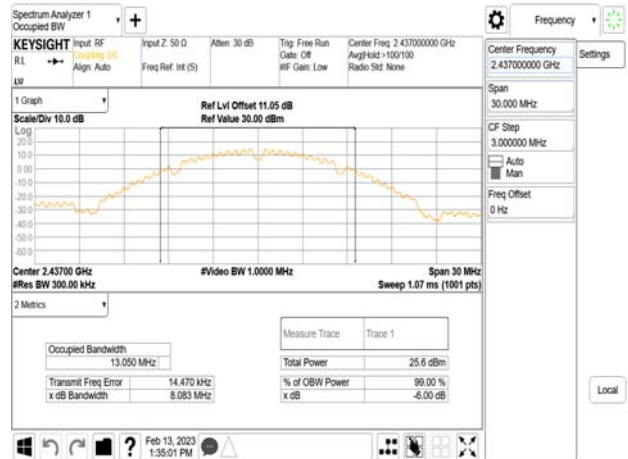 Spectrum Analyzer 1
Occupied BW
Frequency
KEYSIGHT
Input: RF
Coupling: DC
Align: Auto
Input Z: 50 Ω
Freq Ref: Int (S)
Atten: 30 dB
Trig: Free Run
Gate: Off
#IF Gain: Low
Center Freq: 2.437000000 GHz
Avg|Hold:>100/100
Radio Std: None
RL
LXI
Center Frequency
2.437000000 GHz
Settings
Span
30.000 MHz
CF Step
3.000000 MHz
Auto
Man
Freq Offset
0 Hz
1 Graph
Scale/Div 10.0 dB
Ref Lvl Offset 11.05 dB
Ref Value 30.00 dBm
Log
20.0
10.0
0.00
-10.0
-20.0
-30.0
-40.0
-50.0
-60.0
Center 2.43700 GHz
#Video BW 1.0000 MHz
Span 30 MHz
#Res BW 300.00 kHz
Sweep 1.07 ms (1001 pts)
2 Metrics
Measure Trace
Trace 1
Occupied Bandwidth
13.050 MHz
Total Power
25.6 dBm
Transmit Freq Error
14.470 kHz
% of OBW Power
99.00 %
x dB Bandwidth
8.083 MHz
x dB
-6.00 dB
Local
Feb 13, 2023
1:35:01 PM